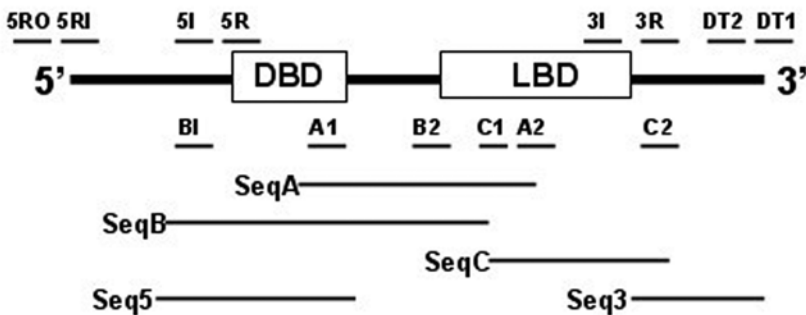 5RO 5RI 5I 5R 3I 3R DT2 DT1
5' DBD LBD 3'
BI A1 B2 C1 A2 C2
SeqA
SeqB
SeqC
Seq5 Seq3